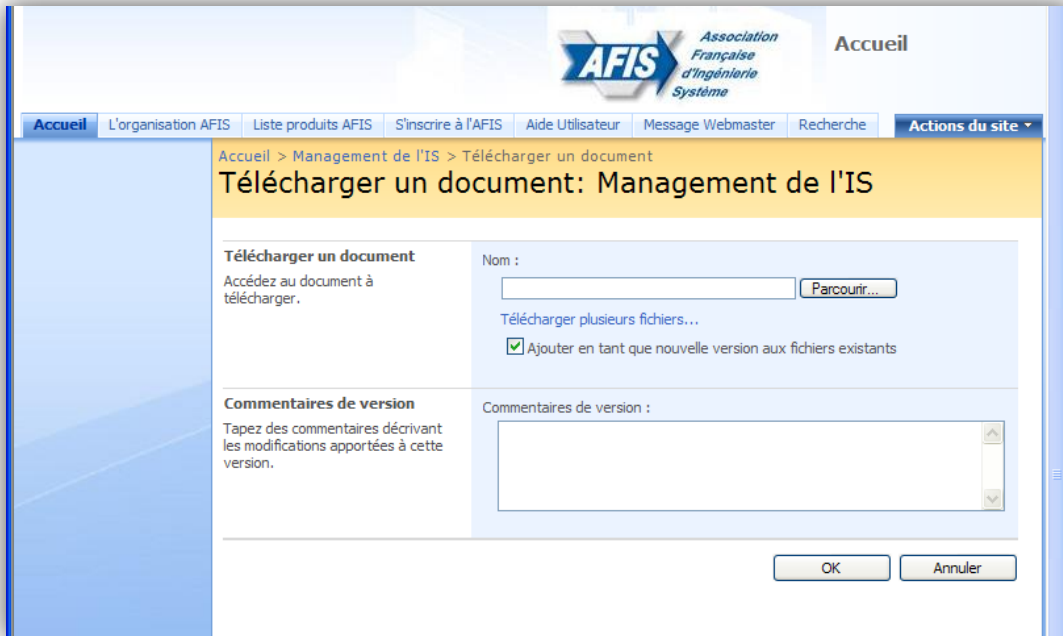 AFIS
Association
Française
d'Ingénierie
Système
Accueil
Accueil L'organisation AFIS Liste produits AFIS S'inscrire à l'AFIS Aide Utilisateur Message Webmaster Recherche Actions du site
Accueil > Management de l'IS > Télécharger un document
Télécharger un document: Management de l'IS
Télécharger un document
Accédez au document à
télécharger.
Nom :
Parcourir...
Télécharger plusieurs fichiers...
Ajouter en tant que nouvelle version aux fichiers existants
Commentaires de version
Tapez des commentaires décrivant
les modifications apportées à cette
version.
Commentaires de version :
OK Annuler